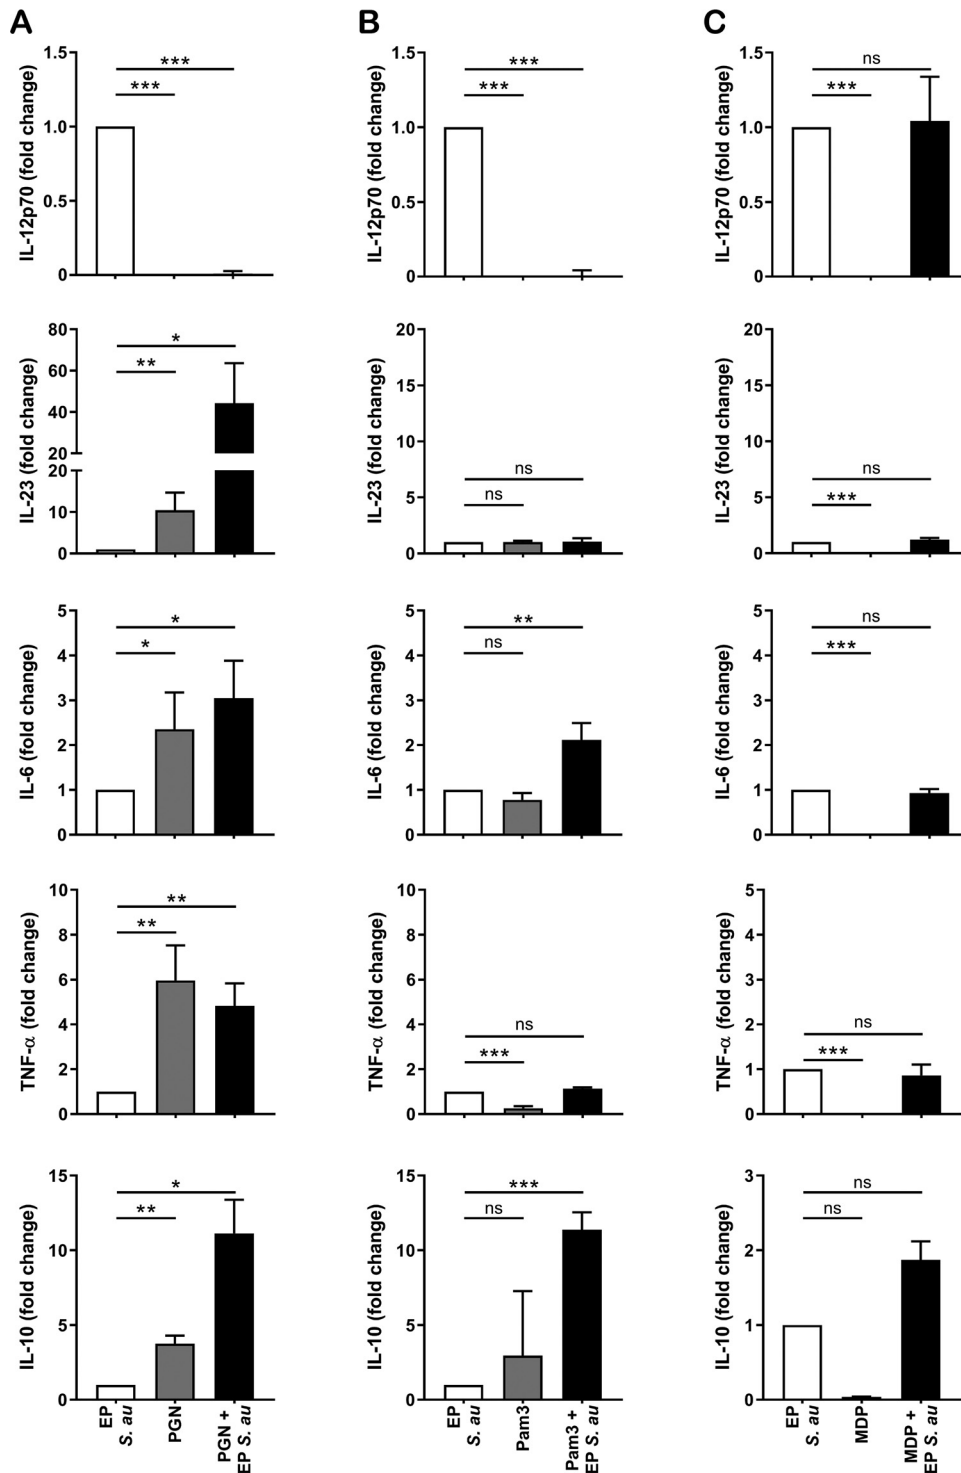 A
IL-12p70 (fold change)
1.5
1.0
0.5
0
***
***
IL-23 (fold change)
80
60
40
20
20
10
0
*
**
IL-6 (fold change)
5
4
3
2
1
0
*
*
TNF-α (fold change)
10
8
6
4
2
0
**
**
IL-10 (fold change)
15
10
5
0
*
**
EP
S. au
PGN
PGN +
EP S. au
B
IL-12p70 (fold change)
1.5
1.0
0.5
0
***
***
IL-23 (fold change)
20
15
10
5
0
ns
ns
IL-6 (fold change)
5
4
3
2
1
0
**
ns
TNF-α (fold change)
10
8
6
4
2
0
ns
***
IL-10 (fold change)
15
10
5
0
***
ns
EP
S. au
Pam3
Pam3 +
EP S. au
C
IL-12p70 (fold change)
1.5
1.0
0.5
0
ns
***
IL-23 (fold change)
20
15
10
5
0
ns
***
IL-6 (fold change)
5
4
3
2
1
0
ns
***
TNF-α (fold change)
5
4
3
2
1
0
ns
***
IL-10 (fold change)
3
2
1
0
ns
ns
EP
S. au
MDP
MDP +
EP S. au